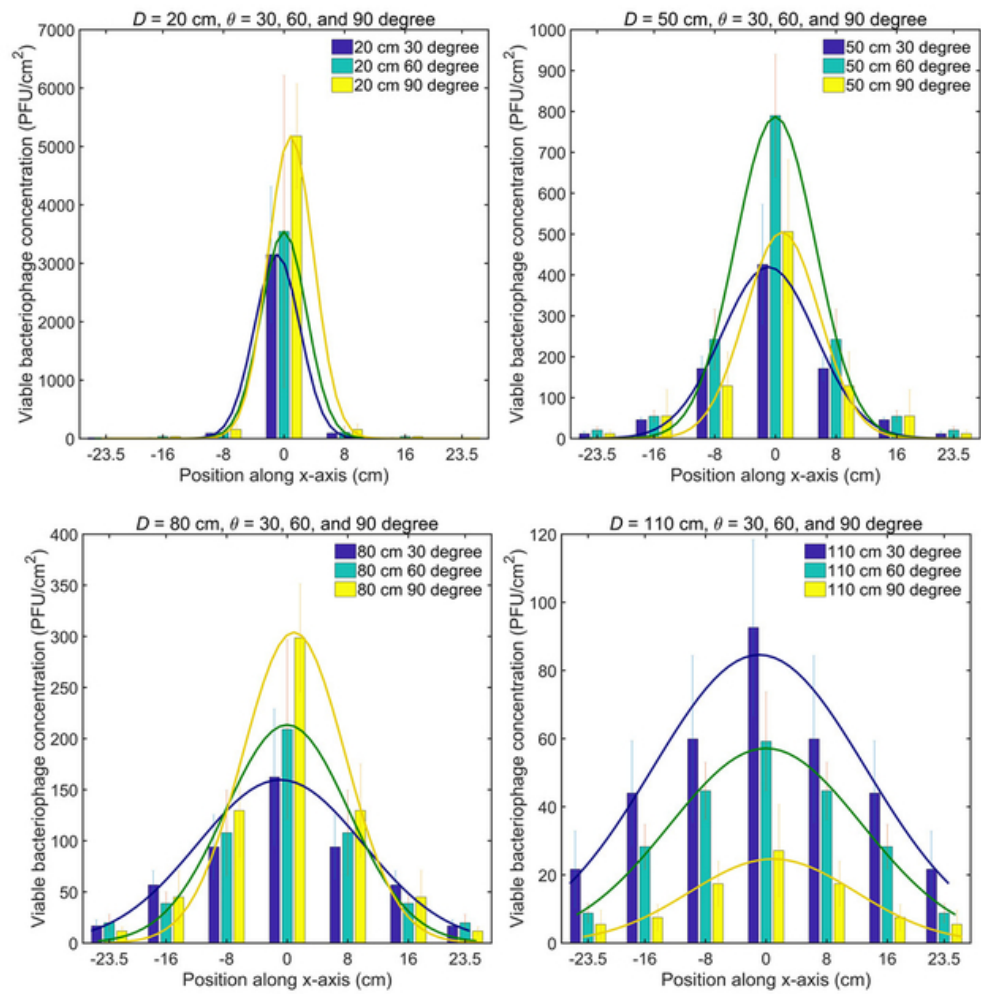 D = 20 cm, θ = 30, 60, and 90 degree
Viable bacteriophage concentration (PFU/cm²)
7000
6000
5000
4000
3000
2000
1000
0
20 cm 30 degree
20 cm 60 degree
20 cm 90 degree
-23.5 -16 -8 0 8 16 23.5
Position along x-axis (cm)
D = 50 cm, θ = 30, 60, and 90 degree
Viable bacteriophage concentration (PFU/cm²)
1000
900
800
700
600
500
400
300
200
100
0
50 cm 30 degree
50 cm 60 degree
50 cm 90 degree
-23.5 -16 -8 0 8 16 23.5
Position along x-axis (cm)
D = 80 cm, θ = 30, 60, and 90 degree
Viable bacteriophage concentration (PFU/cm²)
400
350
300
250
200
150
100
50
0
80 cm 30 degree
80 cm 60 degree
80 cm 90 degree
-23.5 -16 -8 0 8 16 23.5
Position along x-axis (cm)
D = 110 cm, θ = 30, 60, and 90 degree
Viable bacteriophage concentration (PFU/cm²)
120
100
80
60
40
20
0
110 cm 30 degree
110 cm 60 degree
110 cm 90 degree
-23.5 -16 -8 0 8 16 23.5
Position along x-axis (cm)